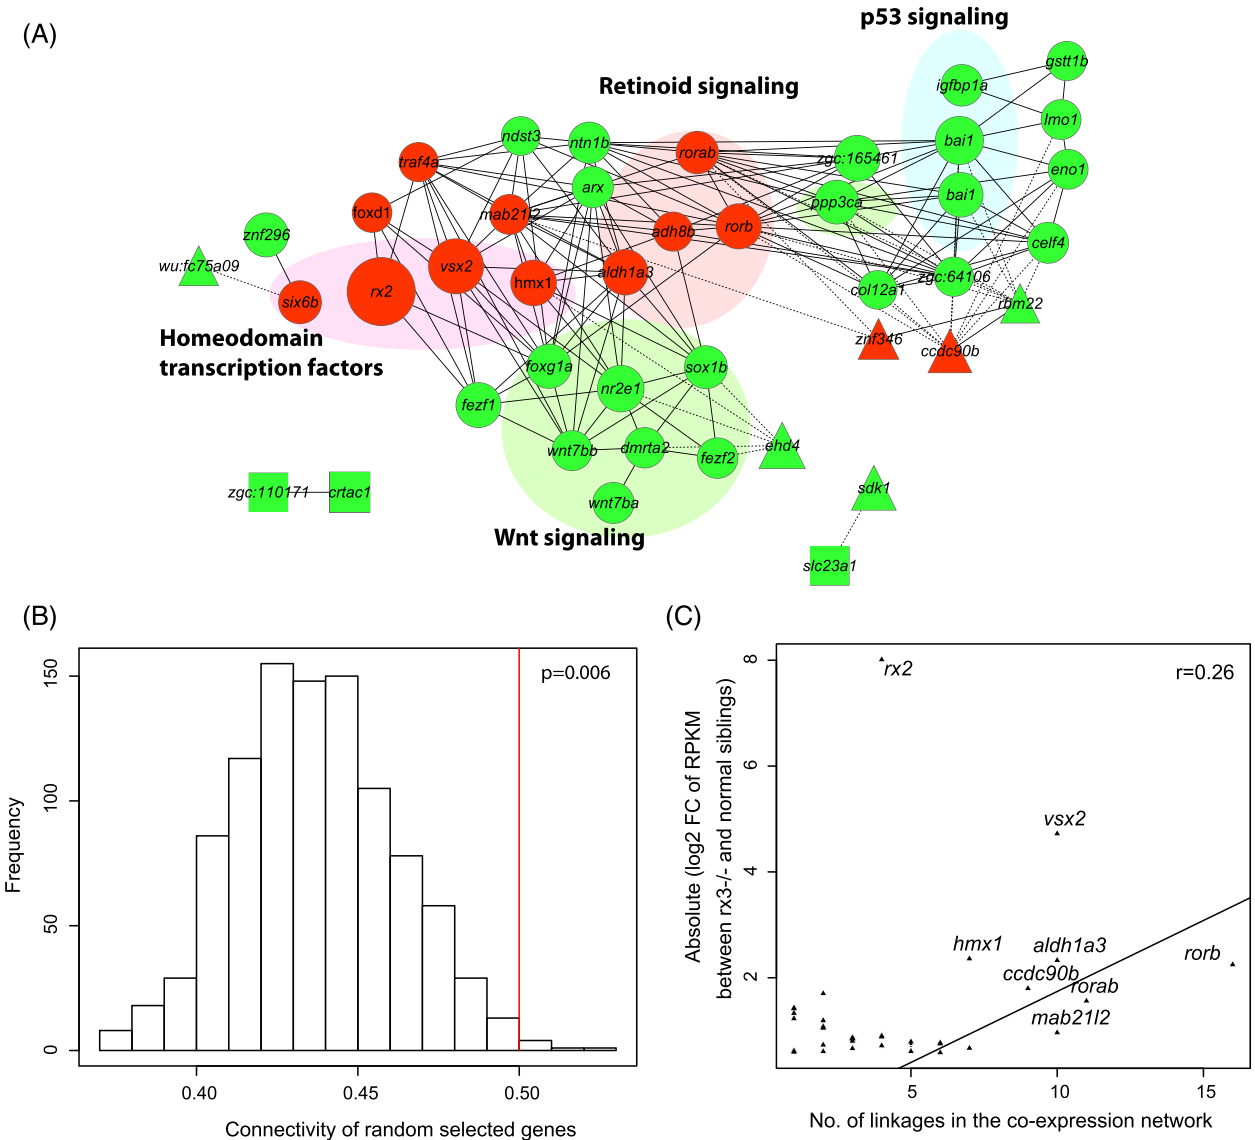 (A)
p53 signaling
Retinoid signaling
gstt1b
igfbp1a
lmo1
ndst3
ntn1b
bai1
rorab
zgc:165461
traf4a
eno1
arx
bai1
ppp3ca
foxd1
mab21l2
rorb
adh8b
znf296
celf4
wu:fc75a09
vsx2
aldh1a3
zgc:64106
rx2
hmx1
col12a1
six6b
rbm22
Homeodomain
transcription factors
znf346
ccdc90b
foxg1a
sox1b
nr2e1
fezf1
wnt7bb
dmrta2
fezf2
ehd4
zgc:110171
crtac1
sdk1
wnt7ba
Wnt signaling
slc23a1
(B)
p=0.006
150
100
50
0
Frequency
0.40
0.45
0.50
Connectivity of random selected genes
(C)
r=0.26
8
6
4
2
Absolute (log2 FC of RPKM
between rx3-/- and normal siblings)
rx2
vsx2
hmx1
aldh1a3
rorb
ccdc90b
rorab
mab21l2
5
10
15
No. of linkages in the co-expression network